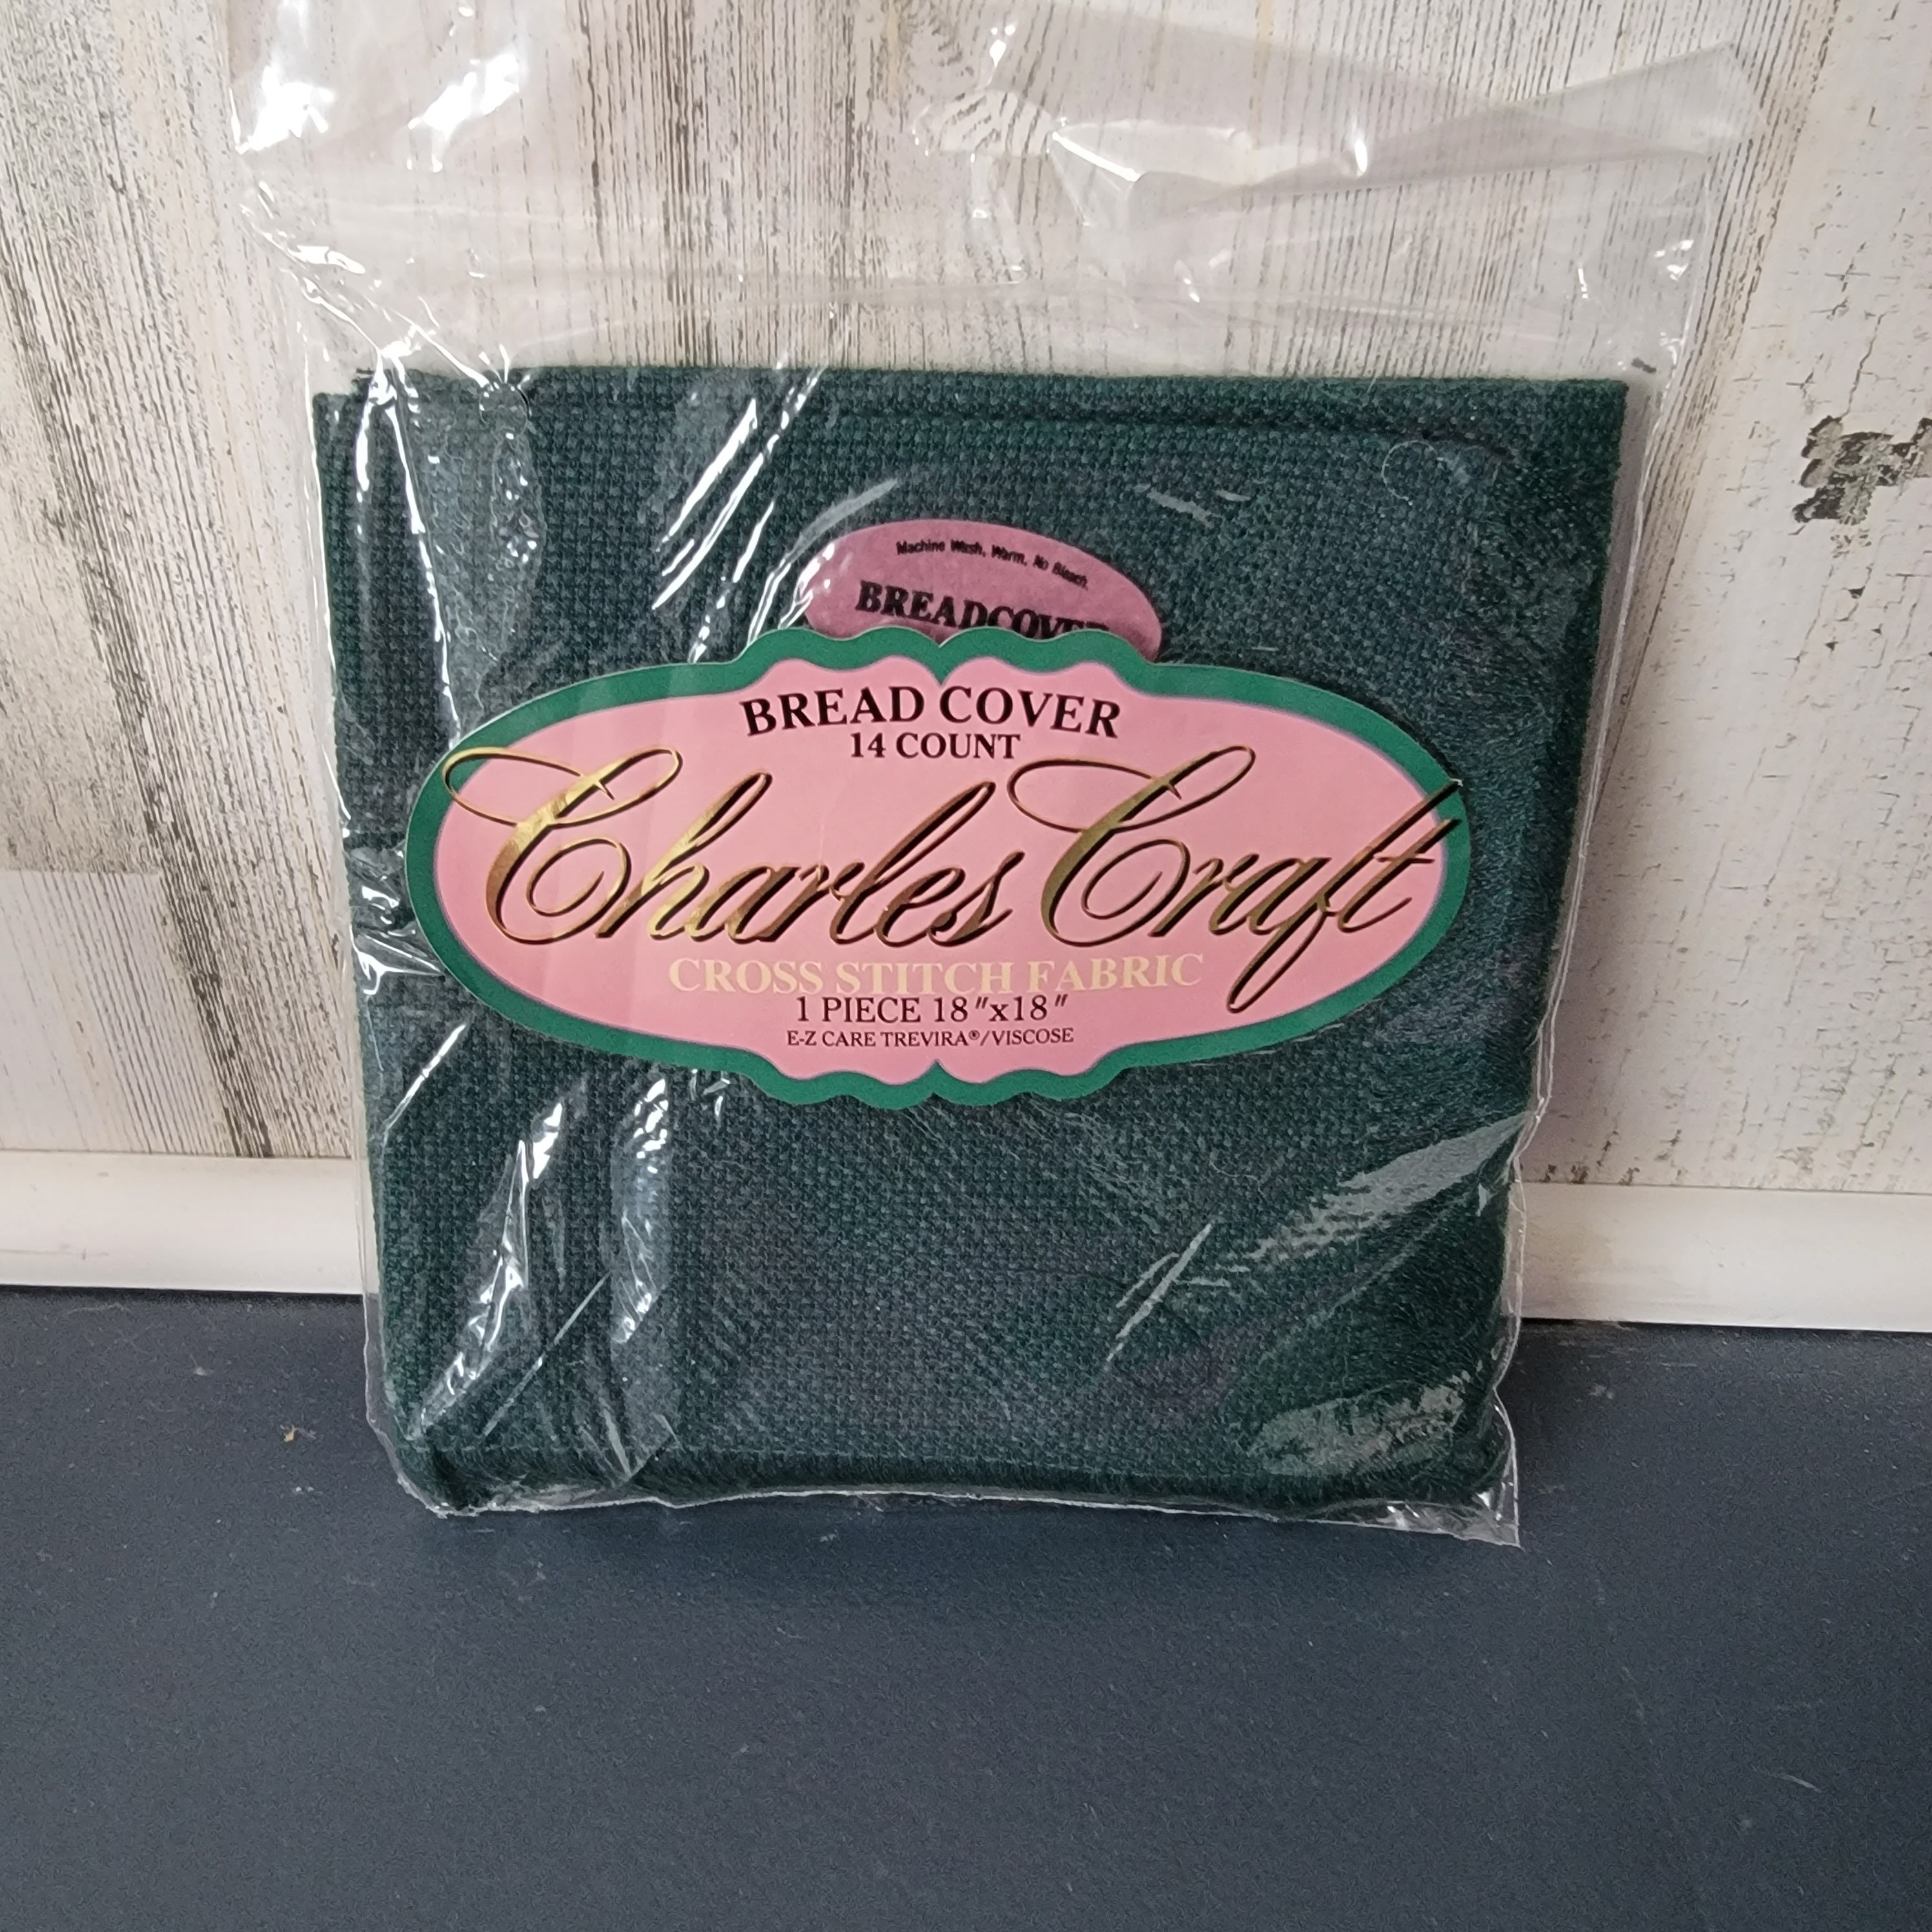 Machine Wash, Warm, No Bleach
BREADCOVER
BREAD COVER
14 COUNT
Charles Craft
CROSS STITCH FABRIC
1 PIECE 18"x18"
E-Z CARE TREVIRA®/VISCOSE